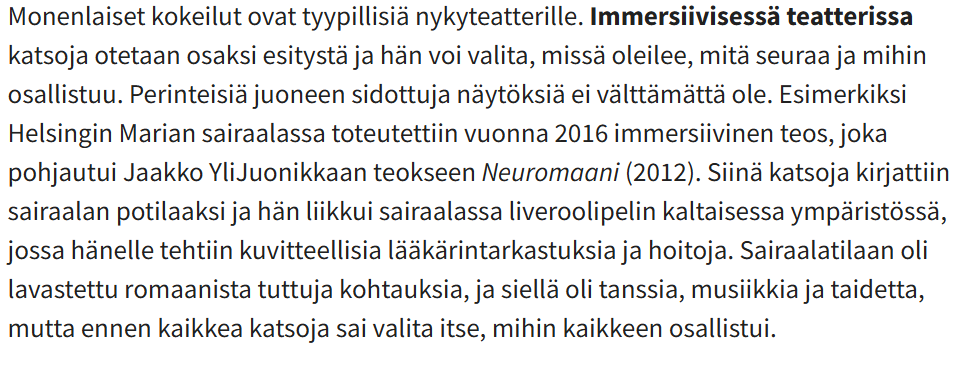 Monenlaiset kokeilut ovat tyypillisiä nykyteatterille. Immersiivisessä teatterissa
katsoja otetaan osaksi esitystä ja hän voi valita, missä oleilee, mitä seuraa ja mihin
osallistuu. Perinteisiä juoneen sidottuja näytöksiä ei välttämättä ole. Esimerkiksi
Helsingin Marian sairaalassa toteutettiin vuonna 2016 immersiivinen teos, joka
pohjautui Jaakko YliJuonikkaan teokseen Neuromaani (2012). Siinä katsoja kirjattiin
sairaalan potilaaksi ja hän liikkui sairaalassa liveroolipelin kaltaisessa ympäristössä,
jossa hänelle tehtiin kuvitteellisia lääkärintarkastuksia ja hoitoja. Sairaalatilaan oli
lavastettu romaanista tuttuja kohtauksia, ja siellä oli tanssia, musiikkia ja taidetta,
mutta ennen kaikkea katsoja sai valita itse, mihin kaikkeen osallistui.